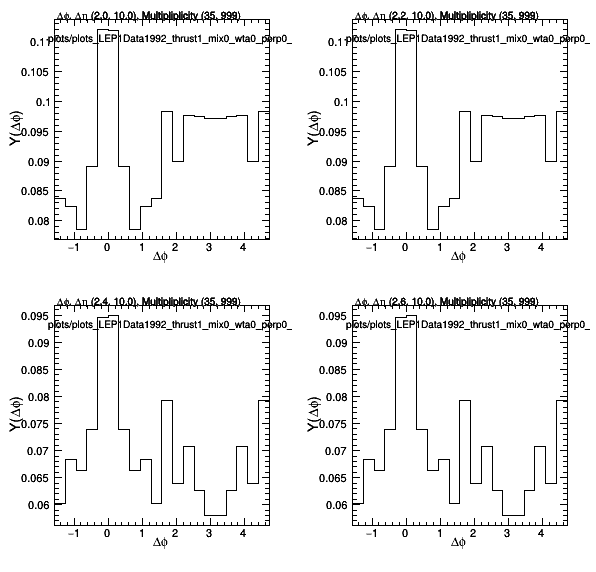 Δϕ, Δη (2.0, 10.0), Multipliplicity (35, 999)
plots/plots_LEP1Data1992_thrust1_mix0_wta0_perp0_
0.11
0.105
0.1
0.095
0.09
0.085
0.08
Y(Δϕ)
−1 0 1 2 3 4
Δϕ
Δϕ, Δη (2.2, 10.0), Multipliplicity (35, 999)
plots/plots_LEP1Data1992_thrust1_mix0_wta0_perp0_
0.11
0.105
0.1
0.095
0.09
0.085
0.08
Y(Δϕ)
−1 0 1 2 3 4
Δϕ
Δϕ, Δη (2.4, 10.0), Multipliplicity (35, 999)
plots/plots_LEP1Data1992_thrust1_mix0_wta0_perp0_
0.095
0.09
0.085
0.08
0.075
0.07
0.065
0.06
Y(Δϕ)
−1 0 1 2 3 4
Δϕ
Δϕ, Δη (2.6, 10.0), Multipliplicity (35, 999)
plots/plots_LEP1Data1992_thrust1_mix0_wta0_perp0_
0.095
0.09
0.085
0.08
0.075
0.07
0.065
0.06
Y(Δϕ)
−1 0 1 2 3 4
Δϕ